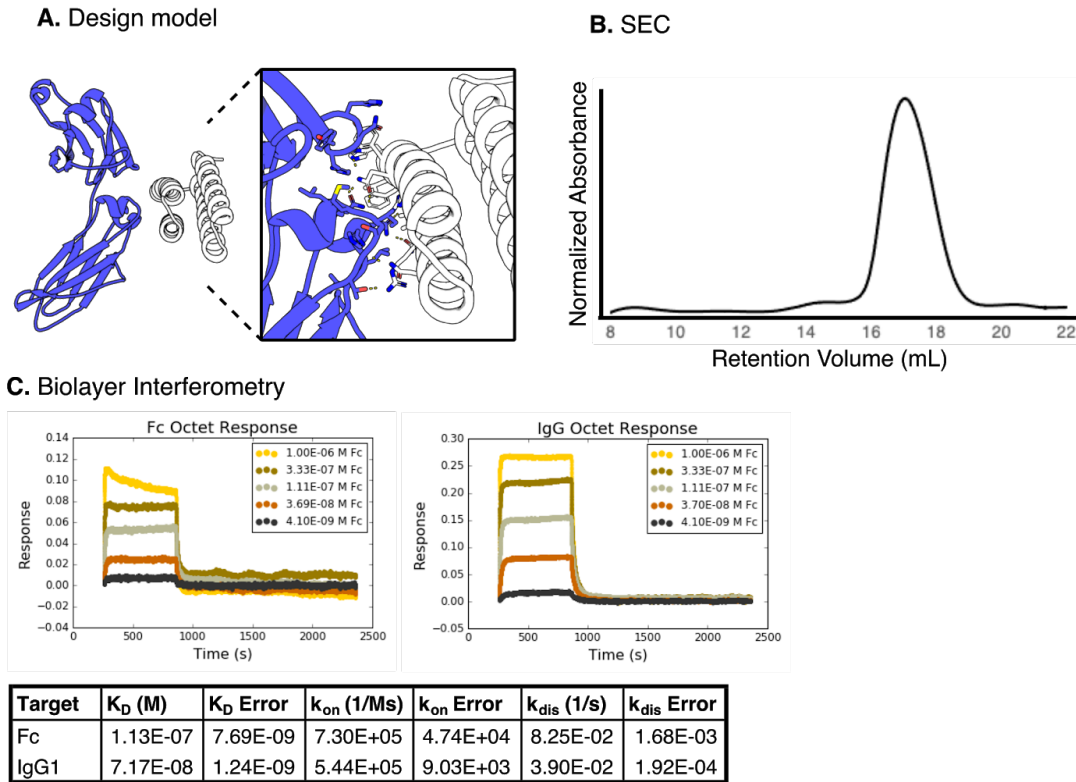 A. Design model
B. SEC
Normalized Absorbance
8 10 12 14 16 18 20 22
Retention Volume (mL)
C. Biolayer Interferometry
Fc Octet Response
0.14
0.12
0.10
0.08
0.06
0.04
0.02
0.00
−0.02
−0.04
Response
1.00E-06 M Fc
3.33E-07 M Fc
1.11E-07 M Fc
3.69E-08 M Fc
4.10E-09 M Fc
0 500 1000 1500 2000 2500
Time (s)
IgG Octet Response
0.30
0.25
0.20
0.15
0.10
0.05
0.00
−0.05
Response
1.00E-06 M Fc
3.33E-07 M Fc
1.11E-07 M Fc
3.70E-08 M Fc
4.10E-09 M Fc
0 500 1000 1500 2000 2500
Time (s)
Target KD (M) KD Error kon (1/Ms) kon Error kdis (1/s) kdis Error
Fc 1.13E-07 7.69E-09 7.30E+05 4.74E+04 8.25E-02 1.68E-03
IgG1 7.17E-08 1.24E-09 5.44E+05 9.03E+03 3.90E-02 1.92E-04